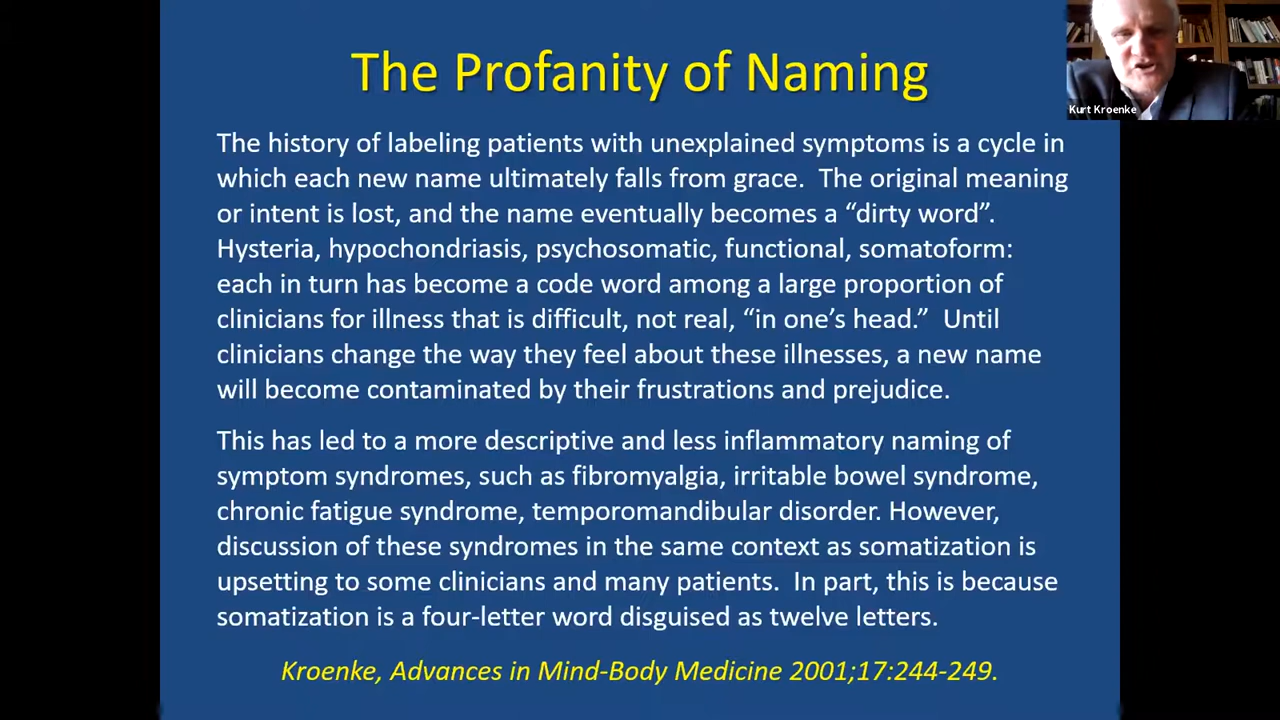 The Profanity of Naming
Kurt Kroenke
The history of labeling patients with unexplained symptoms is a cycle in
which each new name ultimately falls from grace.  The original meaning
or intent is lost, and the name eventually becomes a “dirty word”.
Hysteria, hypochondriasis, psychosomatic, functional, somatoform:
each in turn has become a code word among a large proportion of
clinicians for illness that is difficult, not real, “in one’s head.”  Until
clinicians change the way they feel about these illnesses, a new name
will become contaminated by their frustrations and prejudice.
This has led to a more descriptive and less inflammatory naming of
symptom syndromes, such as fibromyalgia, irritable bowel syndrome,
chronic fatigue syndrome, temporomandibular disorder. However,
discussion of these syndromes in the same context as somatization is
upsetting to some clinicians and many patients.  In part, this is because
somatization is a four-letter word disguised as twelve letters.
Kroenke, Advances in Mind-Body Medicine 2001;17:244-249.